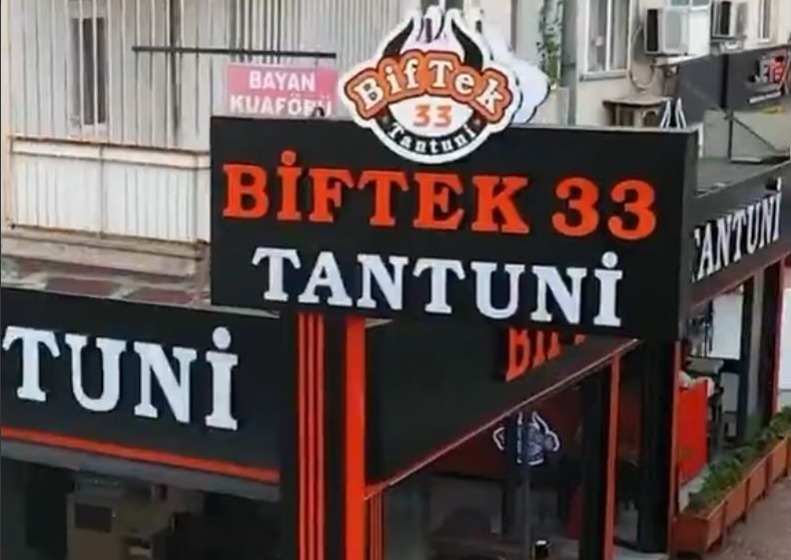 BAYAN
KUAFÖRÜ
BifTek
33
Tantuni
BİFTEK 33
TANTUNİ
TUNİ
TANTUNİ